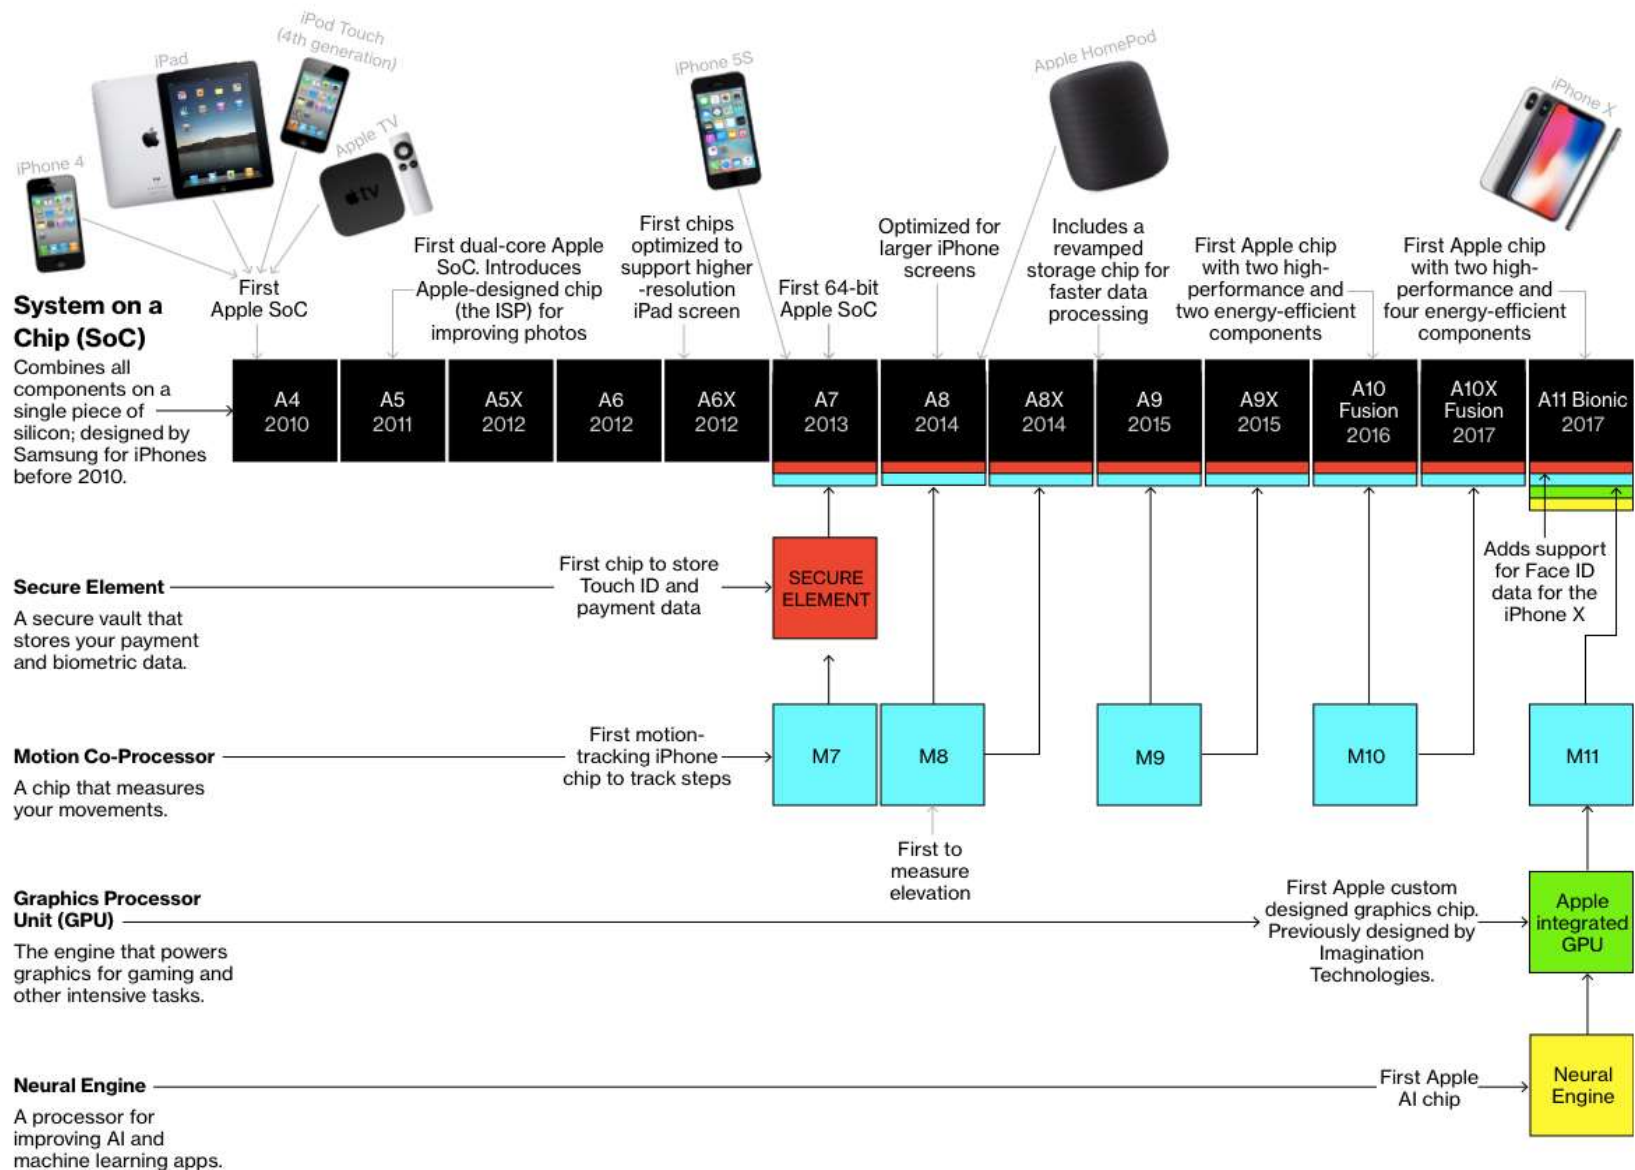 iPod Touch
(4th generation)
iPad
iPhone 4
Apple TV
tv
iPhone 5S
Apple HomePod
iPhone X
System on a
Chip (SoC)
Combines all
components on a
single piece of
silicon; designed by
Samsung for iPhones
before 2010.
First
Apple SoC
First dual-core Apple
SoC. Introduces
Apple-designed chip
(the ISP) for
improving photos
First chips
optimized to
support higher
-resolution
iPad screen
First 64-bit
Apple SoC
Optimized for
larger iPhone
screens
Includes a
revamped
storage chip for
faster data
processing
First Apple chip
with two high-
performance and
two energy-efficient
components
First Apple chip
with two high-
performance and
four energy-efficient
components
A4
2010
A5
2011
A5X
2012
A6
2012
A6X
2012
A7
2013
A8
2014
A8X
2014
A9
2015
A9X
2015
A10
Fusion
2016
A10X
Fusion
2017
A11 Bionic
2017
Secure Element
A secure vault that
stores your payment
and biometric data.
First chip to store
Touch ID and
payment data
SECURE
ELEMENT
Adds support
for Face ID
data for the
iPhone X
Motion Co-Processor
A chip that measures
your movements.
First motion-
tracking iPhone
chip to track steps
M7
M8
M9
M10
M11
First to
measure
elevation
Graphics Processor
Unit (GPU)
The engine that powers
graphics for gaming and
other intensive tasks.
First Apple custom
designed graphics chip.
Previously designed by
Imagination
Technologies.
Apple
integrated
GPU
Neural Engine
A processor for
improving AI and
machine learning apps.
First Apple
AI chip
Neural
Engine